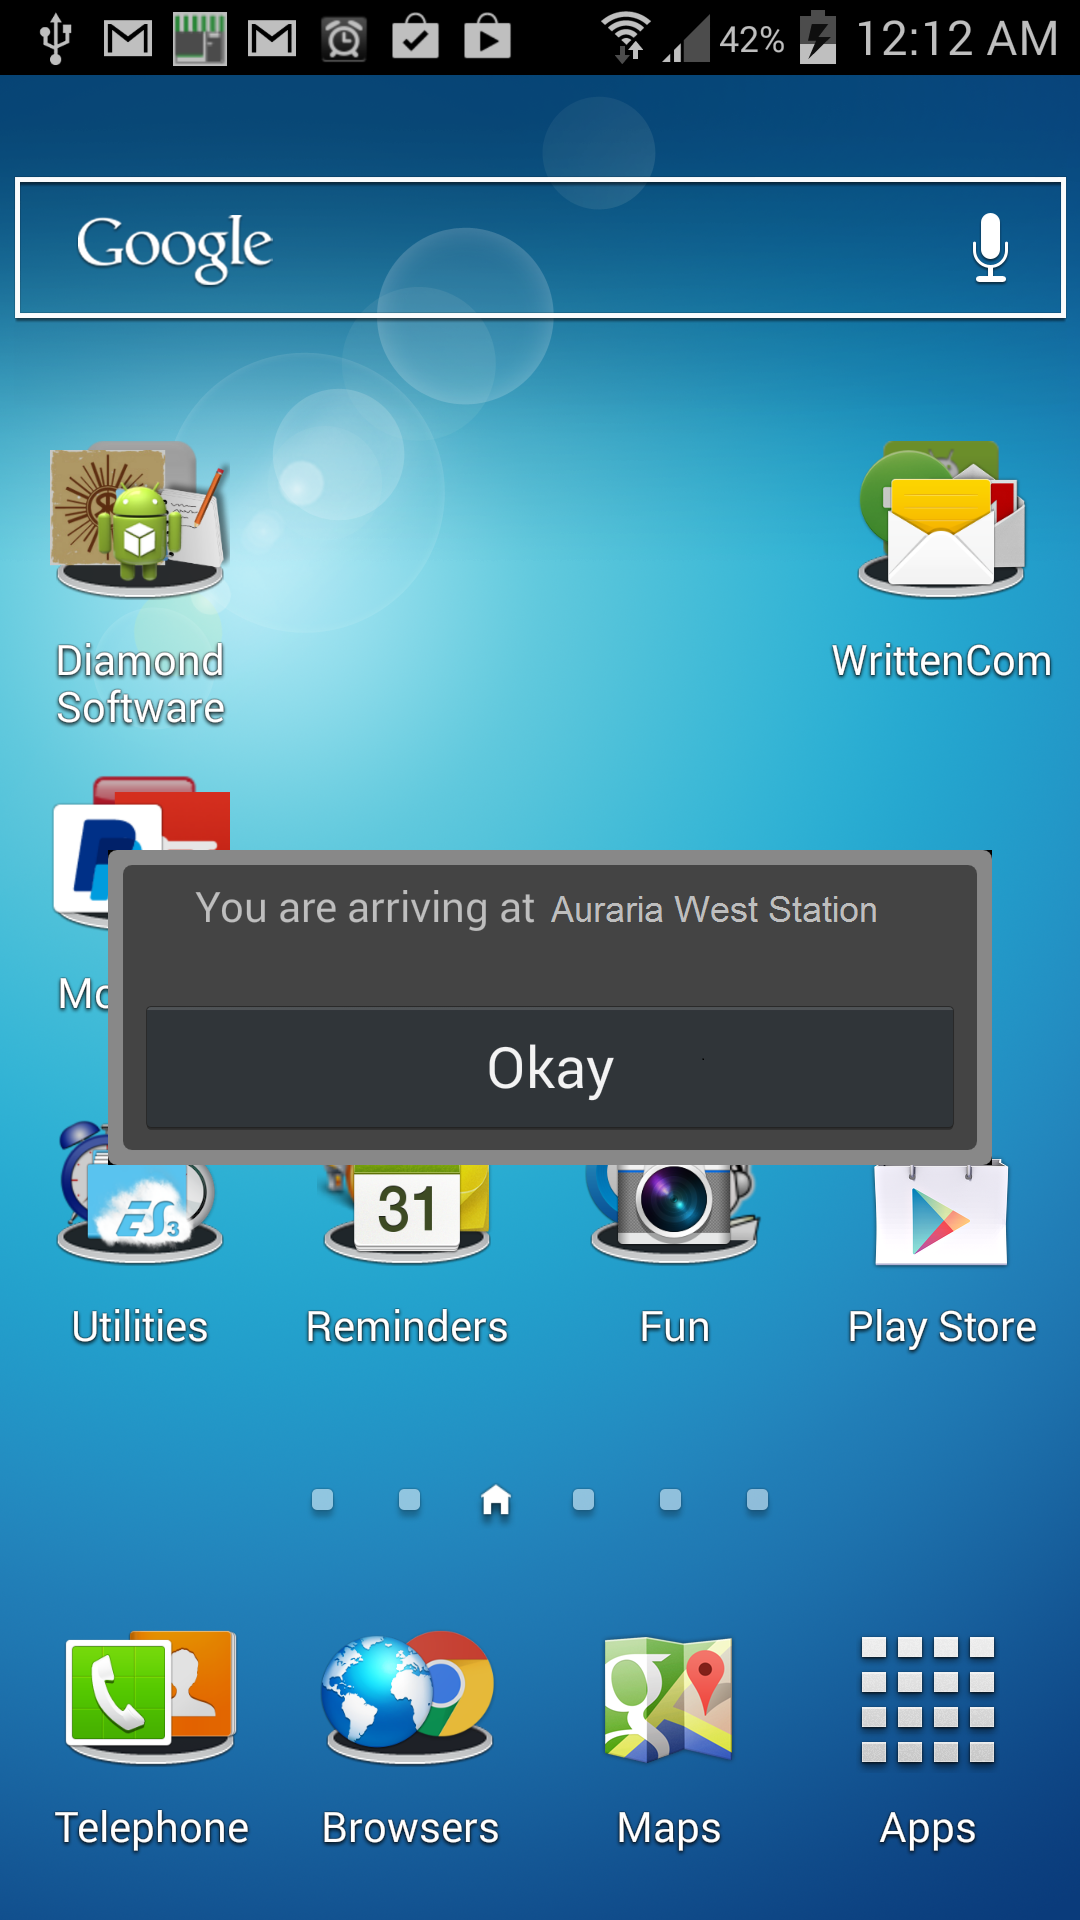 42% 12:12 AM
Google
Diamond
Software
WrittenCom
You are arriving at Auraria West Station
Mo
Okay
ES3
31
Utilities
Reminders
Fun
Play Store
Telephone
Browsers
Maps
Apps